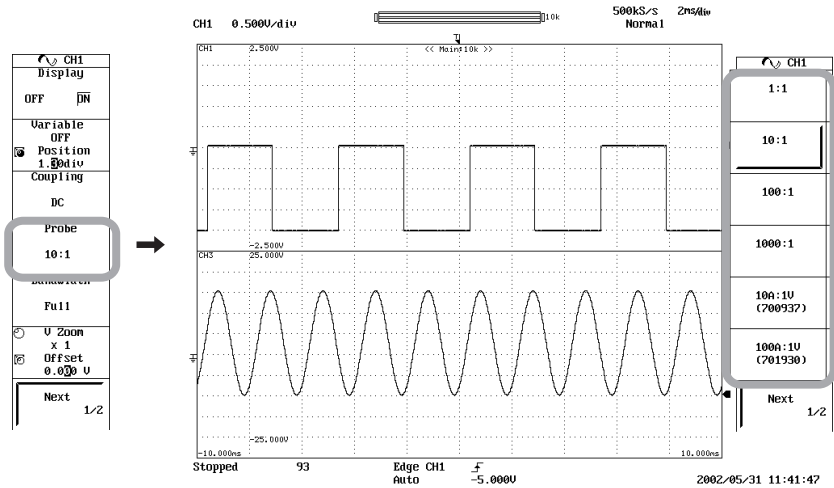 CH1 0.500V/div
10k
500kS/s 2ms/div
Normal
CH1
Display
OFF ON
Variable
OFF
Position
1.30div
Coupling
DC
Probe
10:1
Bandwidth
Full
V Zoom
x 1
Offset
0.000 V
Next
1/2
CH1 2.500V
<< Main:10k >>
-2.500V
CH3 25.000V
-25.000V
-10.000ms 10.000ms
Stopped 93 Edge CH1
Auto -5.000V
2002/05/31 11:41:47
CH1
1:1
10:1
100:1
1000:1
10A:1V
(700937)
100A:1V
(701930)
Next
1/2